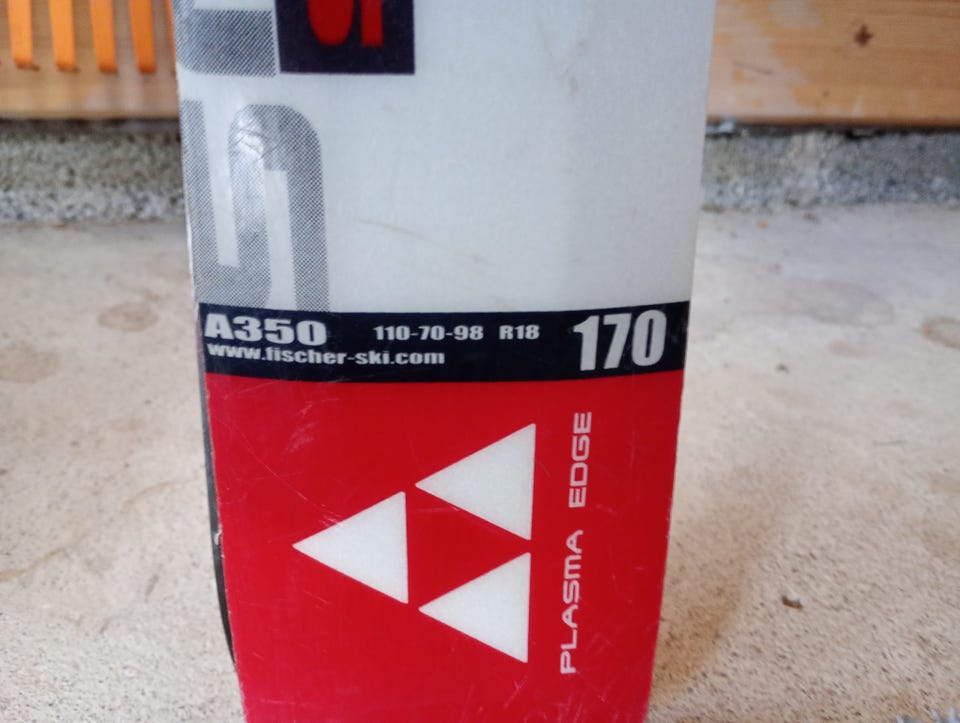 A350 110-70-98 R18 170
www.fischer-ski.com
PLASMA EDGE